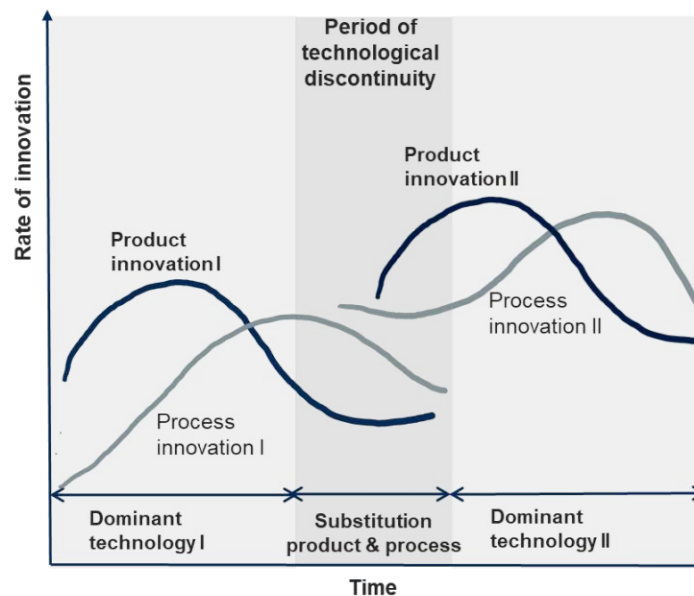 Period of
technological
discontinuity
Rate of innovation
Product
innovation II
Product
innovation I
Process
innovation II
Process
innovation I
Dominant
technology I
Substitution
product & process
Dominant
technology II
Time